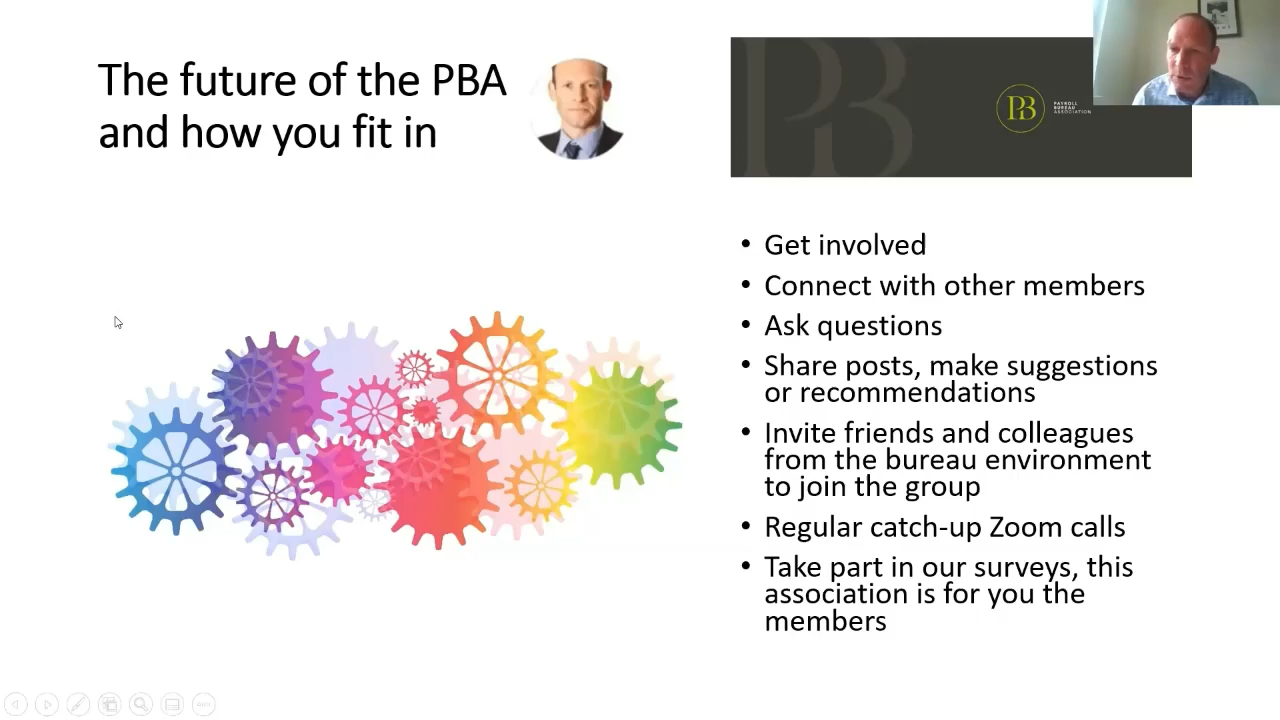 The future of the PBA
and how you fit in
PB
PB
PAYROLL
BUREAU
ASSOCIATION
• Get involved
• Connect with other members
• Ask questions
• Share posts, make suggestions
or recommendations
• Invite friends and colleagues
from the bureau environment
to join the group
• Regular catch-up Zoom calls
• Take part in our surveys, this
association is for you the
members